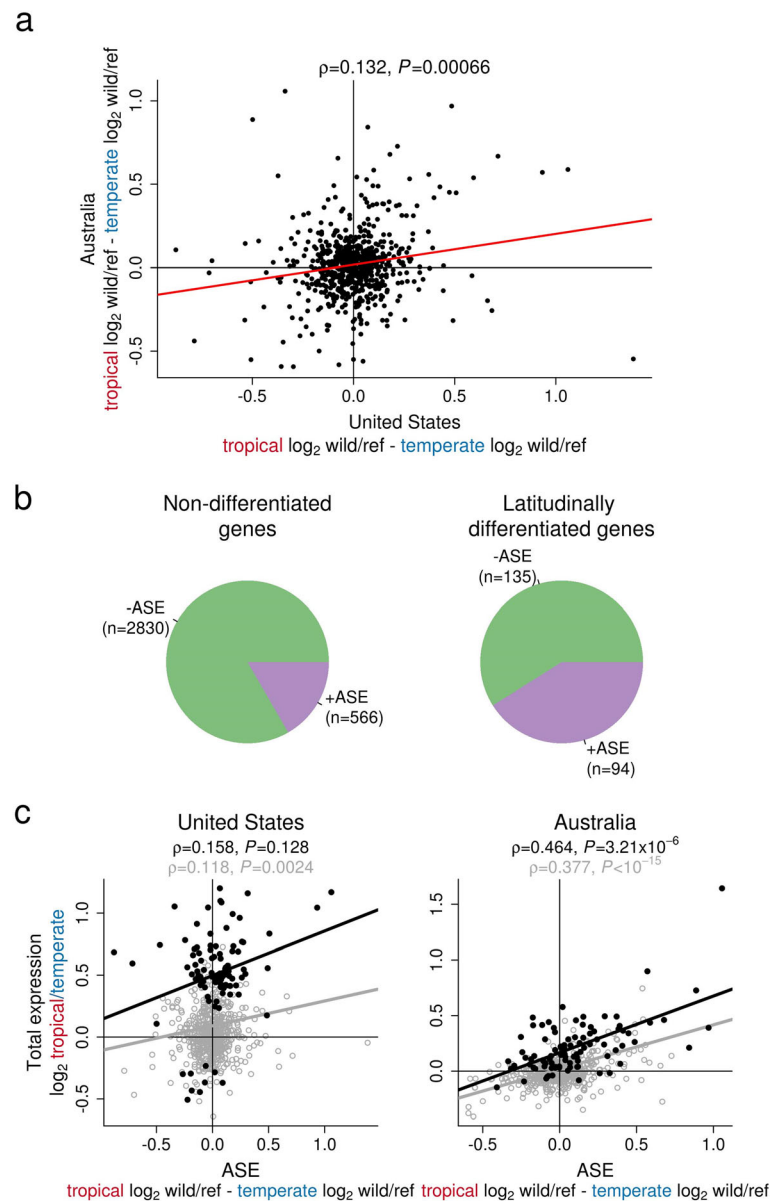 a
ρ=0.132, P=0.00066
Australia
tropical log2 wild/ref - temperate log2 wild/ref
1.0
0.5
0.0
-0.5
-0.5 0.0 0.5 1.0
United States
tropical log2 wild/ref - temperate log2 wild/ref
b
Non-differentiated
genes
-ASE
(n=2830)
+ASE
(n=566)
Latitudinally
differentiated genes
-ASE
(n=135)
+ASE
(n=94)
c
United States
ρ=0.158, P=0.128
ρ=0.118, P=0.0024
Total expression
log2 tropical/temperate
1.0
0.5
0.0
-0.5
-0.5 0.0 0.5 1.0
ASE
tropical log2 wild/ref - temperate log2 wild/ref
Australia
ρ=0.464, P=3.21x10−6
ρ=0.377, P<10−15
1.5
1.0
0.5
0.0
-0.5 0.0 0.5 1.0
ASE
tropical log2 wild/ref - temperate log2 wild/ref